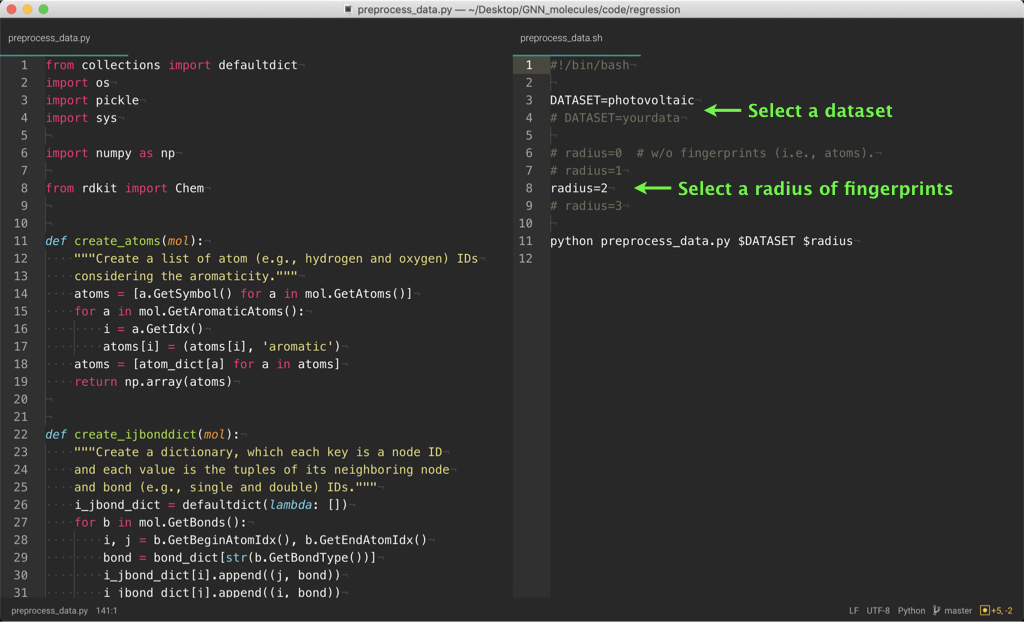 preprocess_data.py — ~/Desktop/GNN_molecules/code/regression
preprocess_data.py
1 from collections import defaultdict
2 import os
3 import pickle
4 import sys
5
6 import numpy as np
7
8 from rdkit import Chem
9
10
11 def create_atoms(mol):
12 """Create a list of atom (e.g., hydrogen and oxygen) IDs
13 considering the aromaticity."""
14 atoms = [a.GetSymbol() for a in mol.GetAtoms()]
15 for a in mol.GetAromaticAtoms():
16 i = a.GetIdx()
17 atoms[i] = (atoms[i], 'aromatic')
18 atoms = [atom_dict[a] for a in atoms]
19 return np.array(atoms)
20
21
22 def create_ijbonddict(mol):
23 """Create a dictionary, which each key is a node ID
24 and each value is the tuples of its neighboring node
25 and bond (e.g., single and double) IDs."""
26 i_jbond_dict = defaultdict(lambda: [])
27 for b in mol.GetBonds():
28 i, j = b.GetBeginAtomIdx(), b.GetEndAtomIdx()
29 bond = bond_dict[str(b.GetBondType())]
30 i_jbond_dict[i].append((j, bond))
31 i_jbond_dict[j].append((i, bond))
preprocess_data.sh
1 #!/bin/bash
2
3 DATASET=photovoltaic
4 # DATASET=yourdata
5
6 # radius=0  # w/o fingerprints (i.e., atoms).
7 # radius=1
8 radius=2
9 # radius=3
10
11 python preprocess_data.py $DATASET $radius
12
Select a dataset
Select a radius of fingerprints
preprocess_data.py 141:1
LF UTF-8 Python master +5, -2